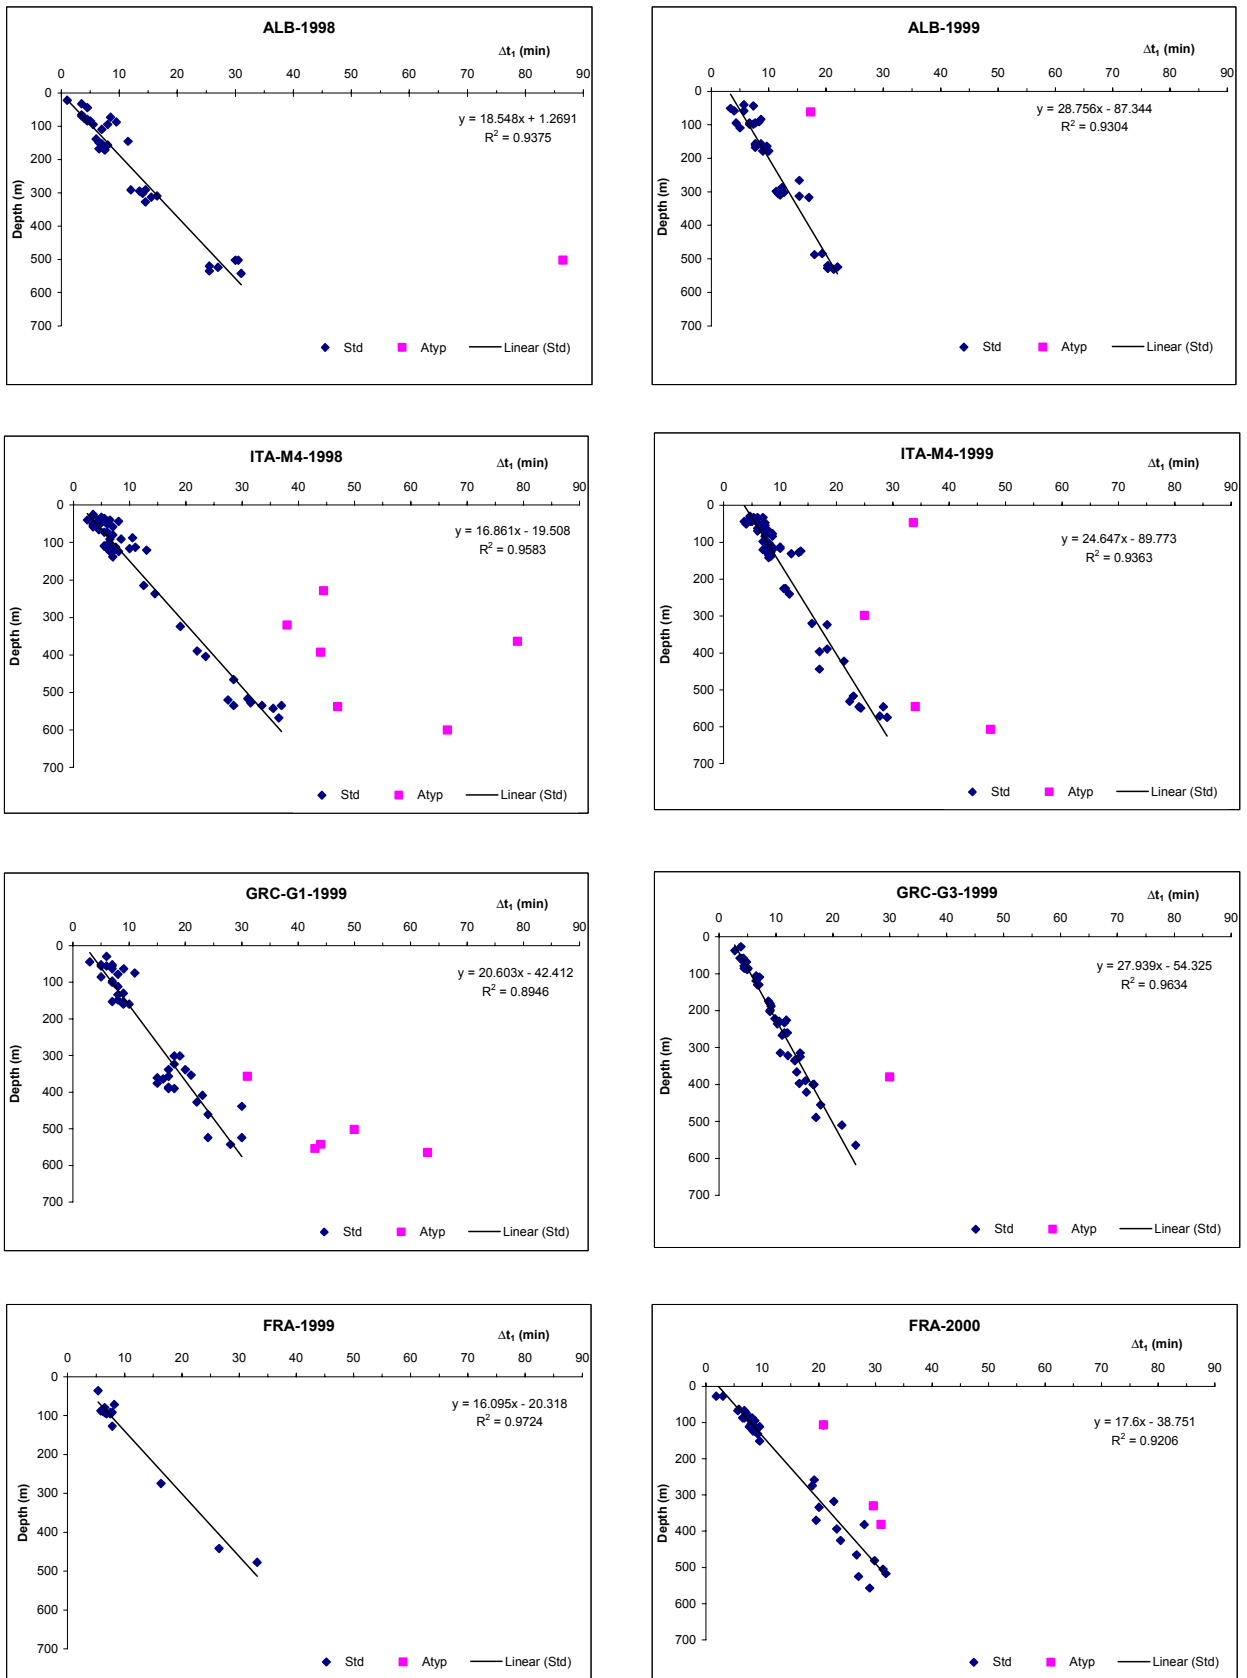 ALB-1998
Δt₁ (min)
0 10 20 30 40 50 60 70 80 90
0
100
200
300
400
500
600
700
Depth (m)
y = 18.548x + 1.2691
R² = 0.9375
Std Atyp Linear (Std)
ALB-1999
Δt₁ (min)
0 10 20 30 40 50 60 70 80 90
0
100
200
300
400
500
600
700
Depth (m)
y = 28.756x - 87.344
R² = 0.9304
Std Atyp Linear (Std)
ITA-M4-1998
Δt₁ (min)
0 10 20 30 40 50 60 70 80 90
0
100
200
300
400
500
600
700
Depth (m)
y = 16.861x - 19.508
R² = 0.9583
Std Atyp Linear (Std)
ITA-M4-1999
Δt₁ (min)
0 10 20 30 40 50 60 70 80 90
0
100
200
300
400
500
600
700
Depth (m)
y = 24.647x - 89.773
R² = 0.9363
Std Atyp Linear (Std)
GRC-G1-1999
Δt₁ (min)
0 10 20 30 40 50 60 70 80 90
0
100
200
300
400
500
600
700
Depth (m)
y = 20.603x - 42.412
R² = 0.8946
Std Atyp Linear (Std)
GRC-G3-1999
Δt₁ (min)
0 10 20 30 40 50 60 70 80 90
0
100
200
300
400
500
600
700
Depth (m)
y = 27.939x - 54.325
R² = 0.9634
Std Atyp Linear (Std)
FRA-1999
Δt₁ (min)
0 10 20 30 40 50 60 70 80 90
0
100
200
300
400
500
600
700
Depth (m)
y = 16.095x - 20.318
R² = 0.9724
Std Atyp Linear (Std)
FRA-2000
Δt₁ (min)
0 10 20 30 40 50 60 70 80 90
0
100
200
300
400
500
600
700
Depth (m)
y = 17.6x - 38.751
R² = 0.9206
Std Atyp Linear (Std)